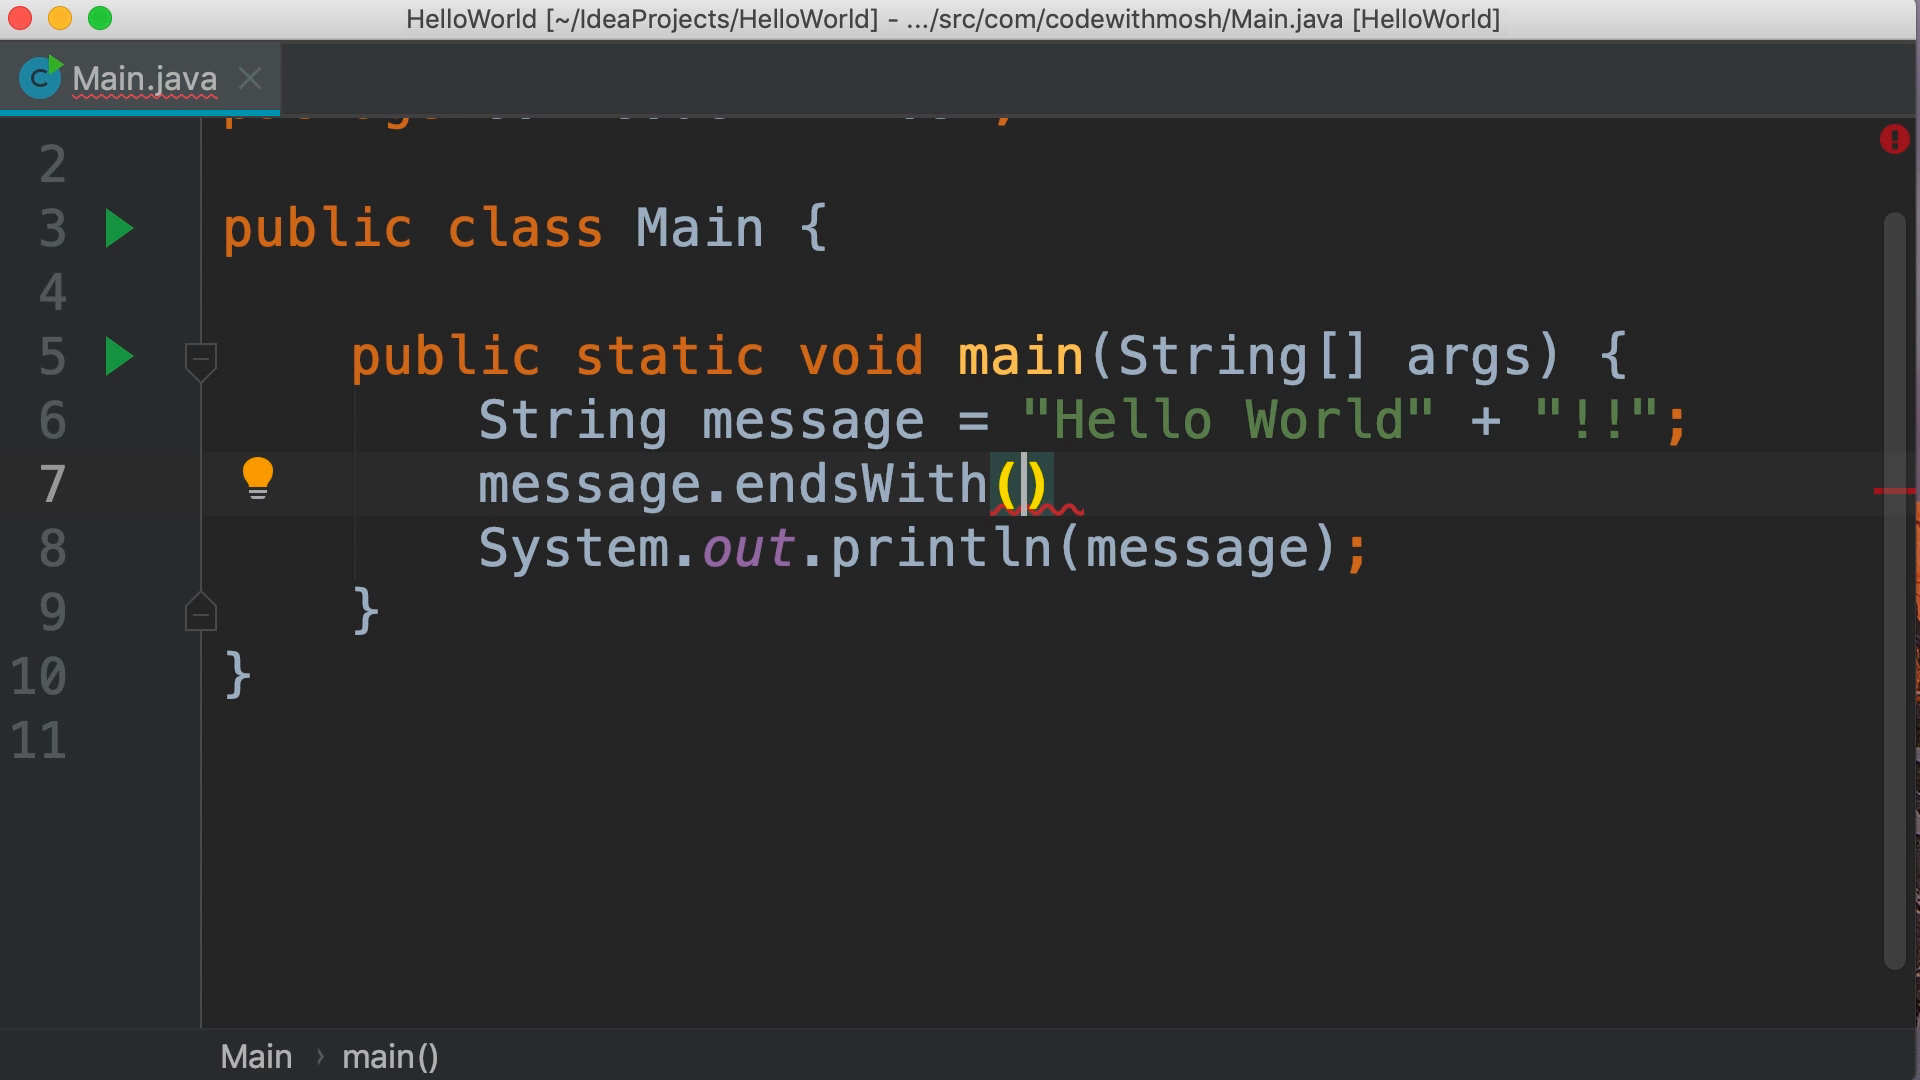 HelloWorld [~/IdeaProjects/HelloWorld] - .../src/com/codewithmosh/Main.java [HelloWorld]
Main.java
2
3 public class Main {
4
5 public static void main(String[] args) {
6 String message = "Hello World" + "!!";
7 message.endsWith()
8 System.out.println(message);
9 }
10 }
11
Main › main()